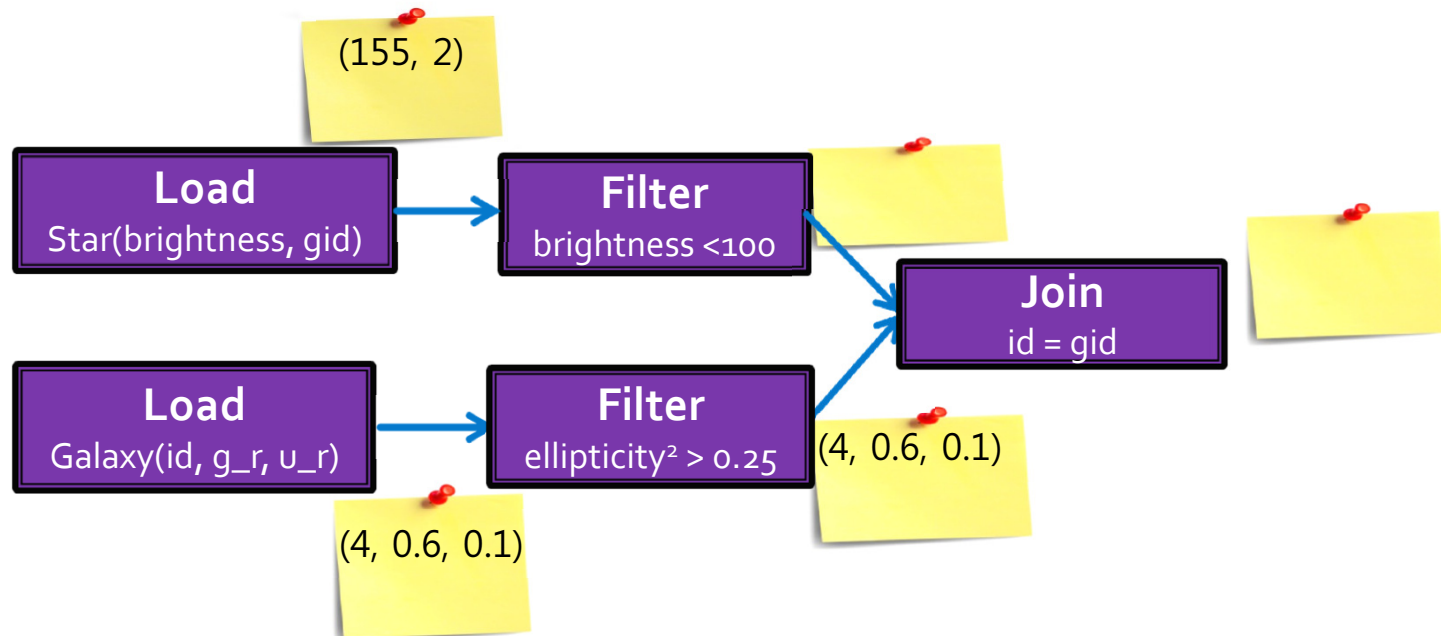 (155, 2)
Load
Star(brightness, gid)
Filter
brightness <100
Join
id = gid
Load
Galaxy(id, g_r, u_r)
Filter
ellipticity² > 0.25
(4, 0.6, 0.1)
(4, 0.6, 0.1)